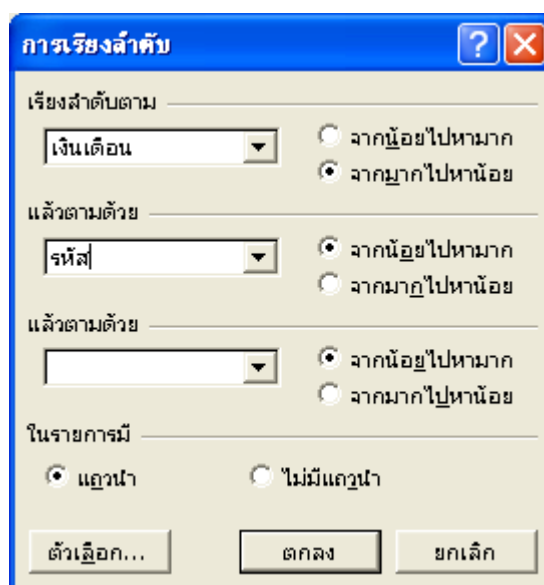 การเรียงลำดับ
เรียงลำดับตาม
เงินเดือน
จากน้อยไปหามาก
จากมากไปหาน้อย
แล้วตามด้วย
รหัส
จากน้อยไปหามาก
จากมากไปหาน้อย
แล้วตามด้วย
จากน้อยไปหามาก
จากมากไปหาน้อย
ในรายการมี
แถวนำ ไม่มีแถวนำ
ตัวเลือก... ตกลง ยกเลิก